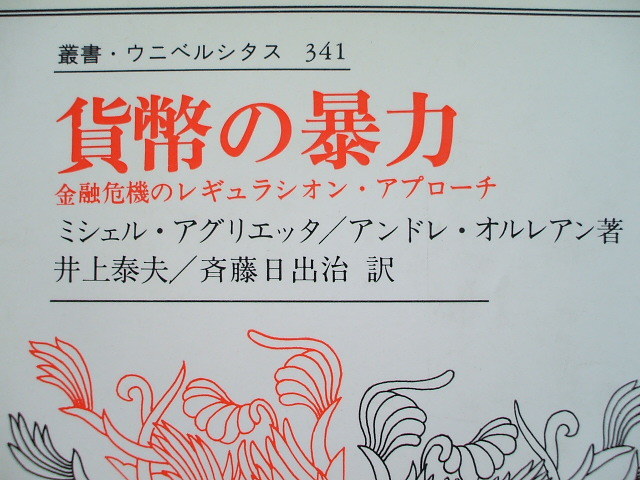 叢書・ウニベルシタス 341
貨幣の暴力
金融危機のレギュラシオン・アプローチ
ミシェル・アグリエッタ／アンドレ・オルレアン著
井上泰夫／斉藤日出治 訳